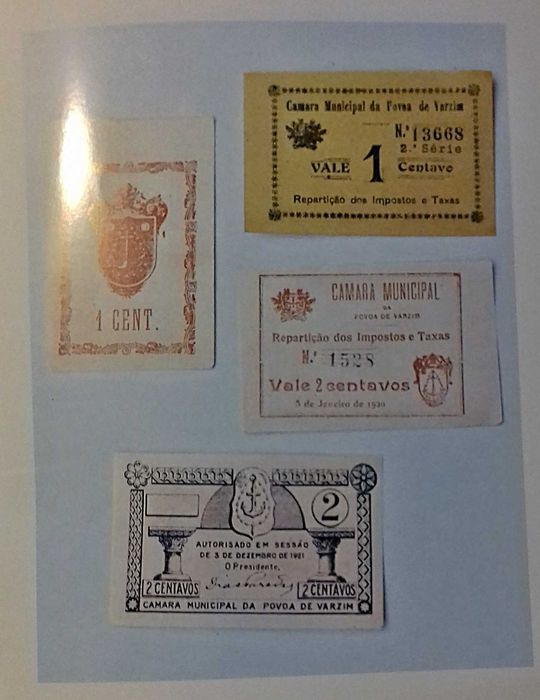 Camara Municipal da Povoa de Varzim
N.º 13668
2.ª Série
VALE 1 Centavo
Repartição dos Impostos e Taxas
1 CENT.
CAMARA MUNICIPAL
DA
POVOA DE VARZIM
Repartição dos Impostos e Taxas
N.º 1528
Vale 2 centavos
5 de Janeiro de 1920
2
AUTORISADO EM SESSÃO
DE 3 DE DEZEMBRO DE 1921
O Presidente,
2 CENTAVOS 2 CENTAVOS
CAMARA MUNICIPAL DA POVOA DE VARZIM